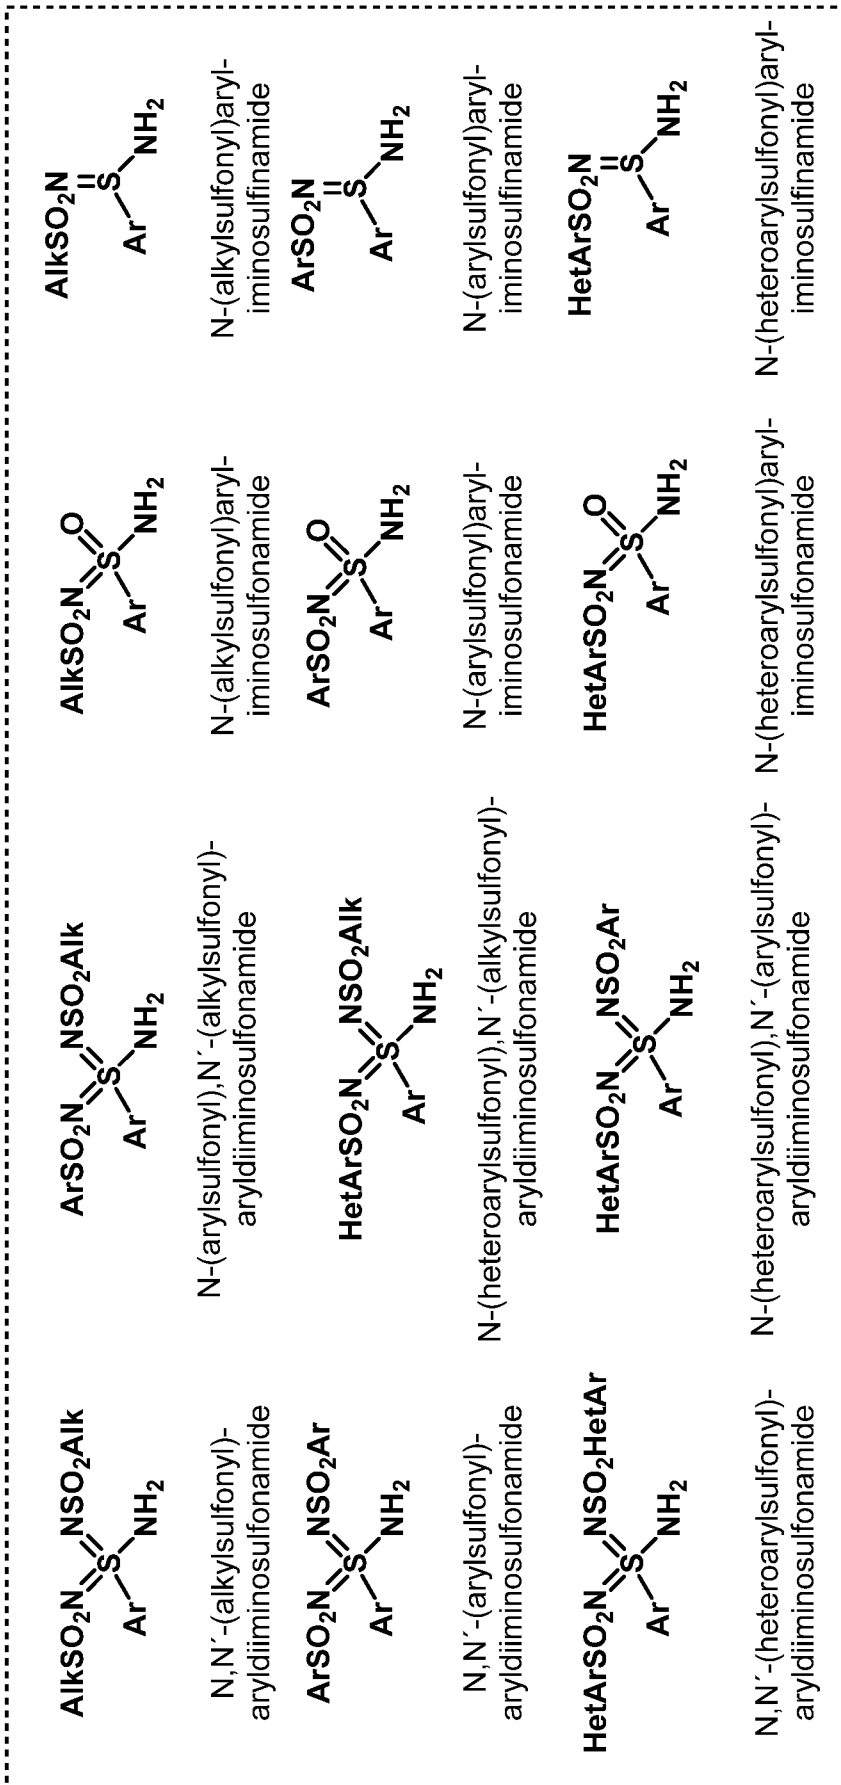 AlkSO₂N NSO₂Alk
S
Ar NH₂
N,N´-(alkylsulfonyl)-
aryldiiminosulfonamide
ArSO₂N NSO₂Alk
S
Ar NH₂
N-(arylsulfonyl),N´-(alkylsulfonyl)-
aryldiiminosulfonamide
AlkSO₂N O
S
Ar NH₂
N-(alkylsulfonyl)aryl-
iminosulfonamide
AlkSO₂N
S
Ar NH₂
N-(alkylsulfonyl)aryl-
iminosulfinamide
ArSO₂N NSO₂Ar
S
Ar NH₂
N,N´-(arylsulfonyl)-
aryldiiminosulfonamide
HetArSO₂N NSO₂Alk
S
Ar NH₂
N-(heteroarylsulfonyl),N´-(alkylsulfonyl)-
aryldiiminosulfonamide
ArSO₂N O
S
Ar NH₂
N-(arylsulfonyl)aryl-
iminosulfonamide
ArSO₂N
S
Ar NH₂
N-(arylsulfonyl)aryl-
iminosulfinamide
HetArSO₂N NSO₂HetAr
S
Ar NH₂
N,N´-(heteroarylsulfonyl)-
aryldiiminosulfonamide
HetArSO₂N NSO₂Ar
S
Ar NH₂
N-(heteroarylsulfonyl),N´-(arylsulfonyl)-
aryldiiminosulfonamide
HetArSO₂N O
S
Ar NH₂
N-(heteroarylsulfonyl)aryl-
iminosulfonamide
HetArSO₂N
S
Ar NH₂
N-(heteroarylsulfonyl)aryl-
iminosulfinamide